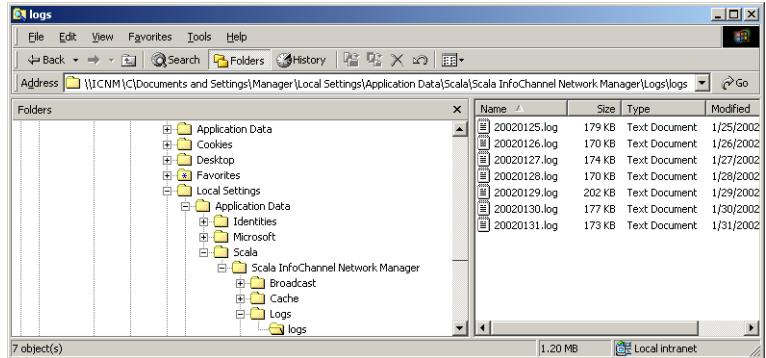 logs
File Edit View Favorites Tools Help
Back Search Folders History
Address \\ICNM\C\Documents and Settings\Manager\Local Settings\Application Data\Scala\Scala InfoChannel Network Manager\Logs\logs Go
Folders
Application Data
Cookies
Desktop
Favorites
Local Settings
Application Data
Identities
Microsoft
Scala
Scala InfoChannel Network Manager
Broadcast
Cache
Logs
logs
Name Size Type Modified
20020125.log 179 KB Text Document 1/25/2002
20020126.log 170 KB Text Document 1/26/2002
20020127.log 174 KB Text Document 1/27/2002
20020128.log 170 KB Text Document 1/28/2002
20020129.log 202 KB Text Document 1/29/2002
20020130.log 177 KB Text Document 1/30/2002
20020131.log 173 KB Text Document 1/31/2002
7 object(s) 1.20 MB Local intranet